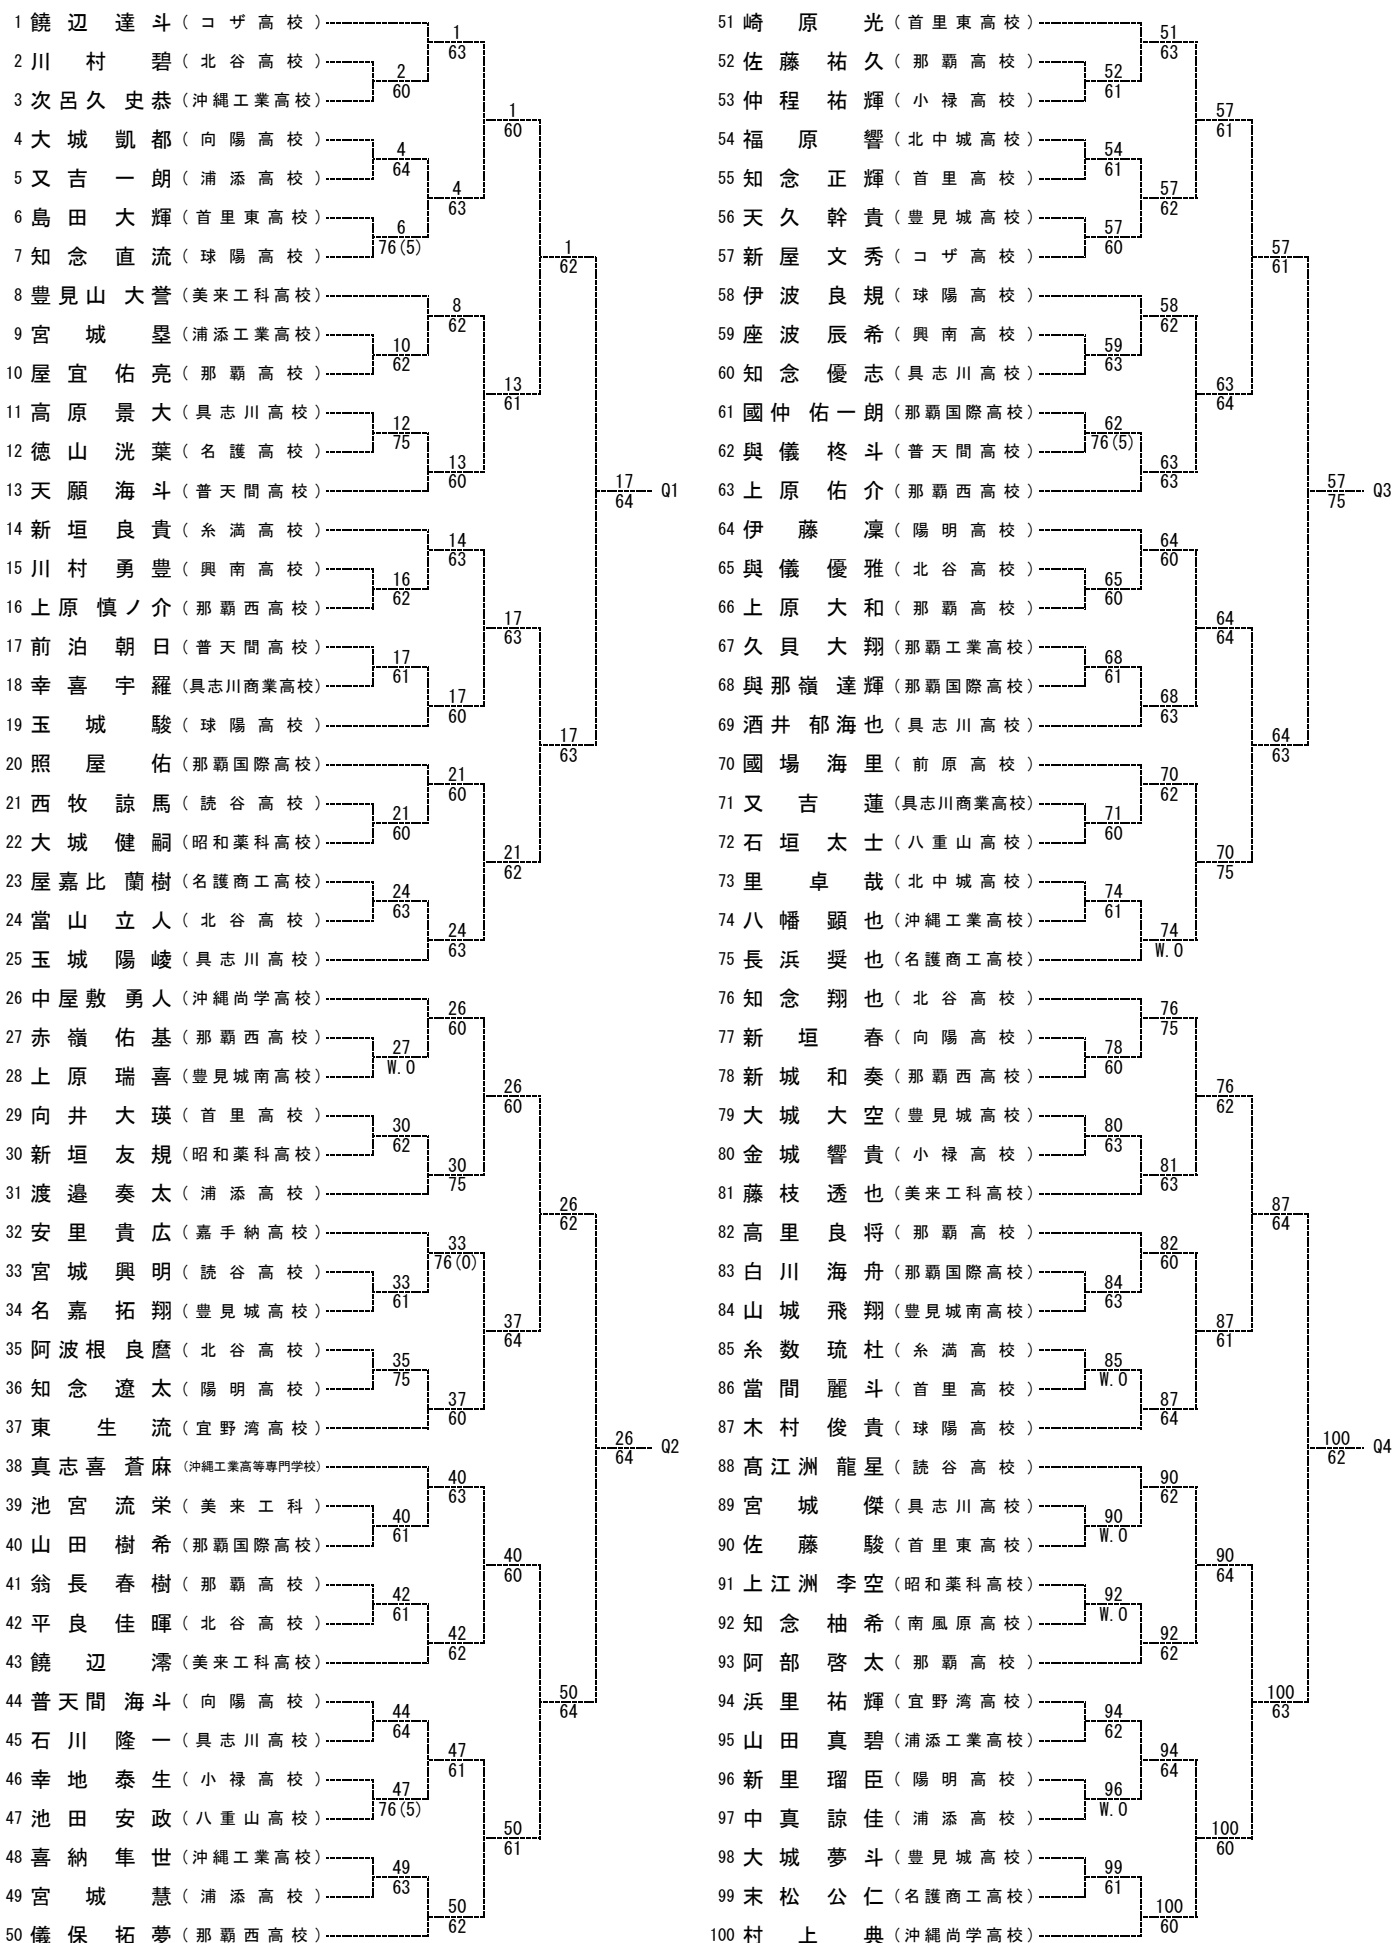 1 饒辺 達斗 (コザ高校)
2 川村 碧 (北谷高校)
3 次呂久 史恭 (沖縄工業高校)
4 大城 凱都 (向陽高校)
5 又吉 一朗 (浦添高校)
6 島田 大輝 (首里東高校)
7 知念 直流 (球陽高校)
8 豊見山 大誉 (美来工科高校)
9 宮城 塁 (浦添工業高校)
10 屋宜 佑亮 (那覇高校)
11 高原 景大 (具志川高校)
12 徳山 洸葉 (名護高校)
13 天願 海斗 (普天間高校)
14 新垣 良貴 (糸満高校)
15 川村 勇豊 (興南高校)
16 上原 慎ノ介 (那覇西高校)
17 前泊 朝日 (普天間高校)
18 幸喜 宇羅 (具志川商業高校)
19 玉城 駿 (球陽高校)
20 照屋 佑 (那覇国際高校)
21 西牧 諒馬 (読谷高校)
22 大城 健嗣 (昭和薬科高校)
23 屋嘉比 蘭樹 (名護商工高校)
24 當山 立人 (北谷高校)
25 玉城 陽崚 (具志川高校)
26 中屋敷 勇人 (沖縄尚学高校)
27 赤嶺 佑基 (那覇西高校)
28 上原 瑞喜 (豊見城南高校)
29 向井 大瑛 (首里高校)
30 新垣 友規 (昭和薬科高校)
31 渡邉 奏太 (浦添高校)
32 安里 貴広 (嘉手納高校)
33 宮城 興明 (読谷高校)
34 名嘉 拓翔 (豊見城高校)
35 阿波根 良麿 (北谷高校)
36 知念 遼太 (陽明高校)
37 東 生流 (宜野湾高校)
38 真志喜 蒼麻 (沖縄工業高等専門学校)
39 池宮 流栄 (美来工科)
40 山田 樹希 (那覇国際高校)
41 翁長 春樹 (那覇高校)
42 平良 佳暉 (北谷高校)
43 饒辺 澪 (美来工科高校)
44 普天間 海斗 (向陽高校)
45 石川 隆一 (具志川高校)
46 幸地 泰生 (小禄高校)
47 池田 安政 (八重山高校)
48 喜納 隼世 (沖縄工業高校)
49 宮城 慧 (浦添高校)
50 儀保 拓夢 (那覇西高校)
2
60
4
64
6
76(5)
10
62
12
75
16
62
17
61
21
60
24
63
27
W.O
30
62
33
61
35
75
40
61
42
61
44
64
47
76(5)
49
63
1
63
4
63
8
62
13
60
14
63
17
60
21
60
24
63
26
60
30
75
33
76(0)
37
60
40
63
42
62
47
61
50
62
1
60
13
61
17
63
21
62
26
60
37
64
40
60
50
61
1
62
17
63
26
62
50
64
17
64
Q1
26
64
Q2
51 崎原 光 (首里東高校)
52 佐藤 祐久 (那覇高校)
53 仲程 祐輝 (小禄高校)
54 福原 響 (北中城高校)
55 知念 正輝 (首里高校)
56 天久 幹貴 (豊見城高校)
57 新屋 文秀 (コザ高校)
58 伊波 良規 (球陽高校)
59 座波 辰希 (興南高校)
60 知念 優志 (具志川高校)
61 國仲 佑一朗 (那覇国際高校)
62 與儀 柊斗 (普天間高校)
63 上原 佑介 (那覇西高校)
64 伊藤 凜 (陽明高校)
65 與儀 優雅 (北谷高校)
66 上原 大和 (那覇高校)
67 久貝 大翔 (那覇工業高校)
68 與那嶺 達輝 (那覇国際高校)
69 酒井 郁海也 (具志川高校)
70 國場 海里 (前原高校)
71 又吉 蓮 (具志川商業高校)
72 石垣 太士 (八重山高校)
73 里 卓哉 (北中城高校)
74 八幡 顕也 (沖縄工業高校)
75 長浜 奨也 (名護商工高校)
76 知念 翔也 (北谷高校)
77 新垣 春 (向陽高校)
78 新城 和奏 (那覇西高校)
79 大城 大空 (豊見城高校)
80 金城 響貴 (小禄高校)
81 藤枝 透也 (美来工科高校)
82 高里 良将 (那覇高校)
83 白川 海舟 (那覇国際高校)
84 山城 飛翔 (豊見城南高校)
85 糸数 琉杜 (糸満高校)
86 當間 麗斗 (首里高校)
87 木村 俊貴 (球陽高校)
88 髙江洲 龍星 (読谷高校)
89 宮城 傑 (具志川高校)
90 佐藤 駿 (首里東高校)
91 上江洲 李空 (昭和薬科高校)
92 知念 柚希 (南風原高校)
93 阿部 啓太 (那覇高校)
94 浜里 祐輝 (宜野湾高校)
95 山田 真碧 (浦添工業高校)
96 新里 瑠臣 (陽明高校)
97 中真 諒佳 (浦添高校)
98 大城 夢斗 (豊見城高校)
99 末松 公仁 (名護商工高校)
100 村上 典 (沖縄尚学高校)
52
61
54
61
57
60
59
63
62
76(5)
65
60
68
61
71
60
74
61
78
60
80
63
84
63
85
W.O
90
W.O
92
W.O
94
62
96
W.O
99
61
51
63
57
62
58
62
63
63
64
60
68
63
70
62
74
W.O
76
75
81
63
82
60
87
64
90
62
92
62
94
64
100
60
57
61
63
64
64
64
70
75
76
62
87
61
90
64
100
60
57
61
64
63
87
64
100
63
57
75
Q3
100
62
Q4